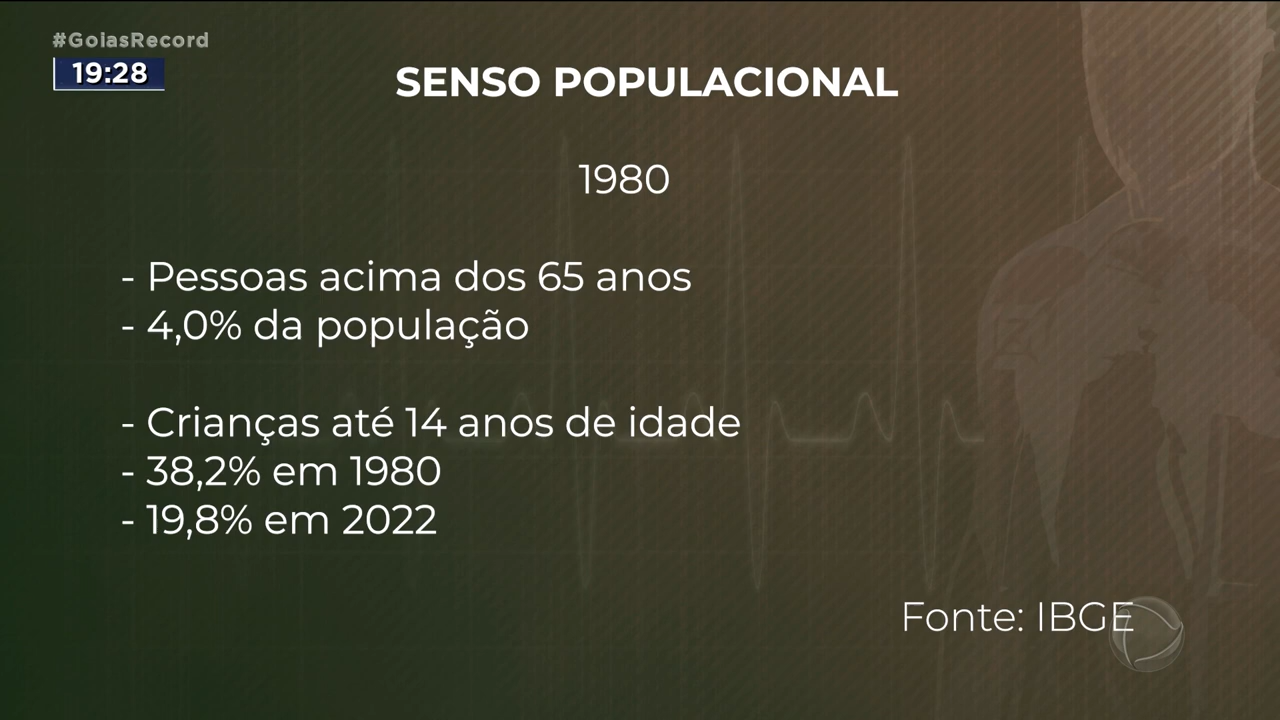 #GoiasRecord
19:28
SENSO POPULACIONAL
1980
- Pessoas acima dos 65 anos
- 4,0% da população
- Crianças até 14 anos de idade
- 38,2% em 1980
- 19,8% em 2022
Fonte: IBGE